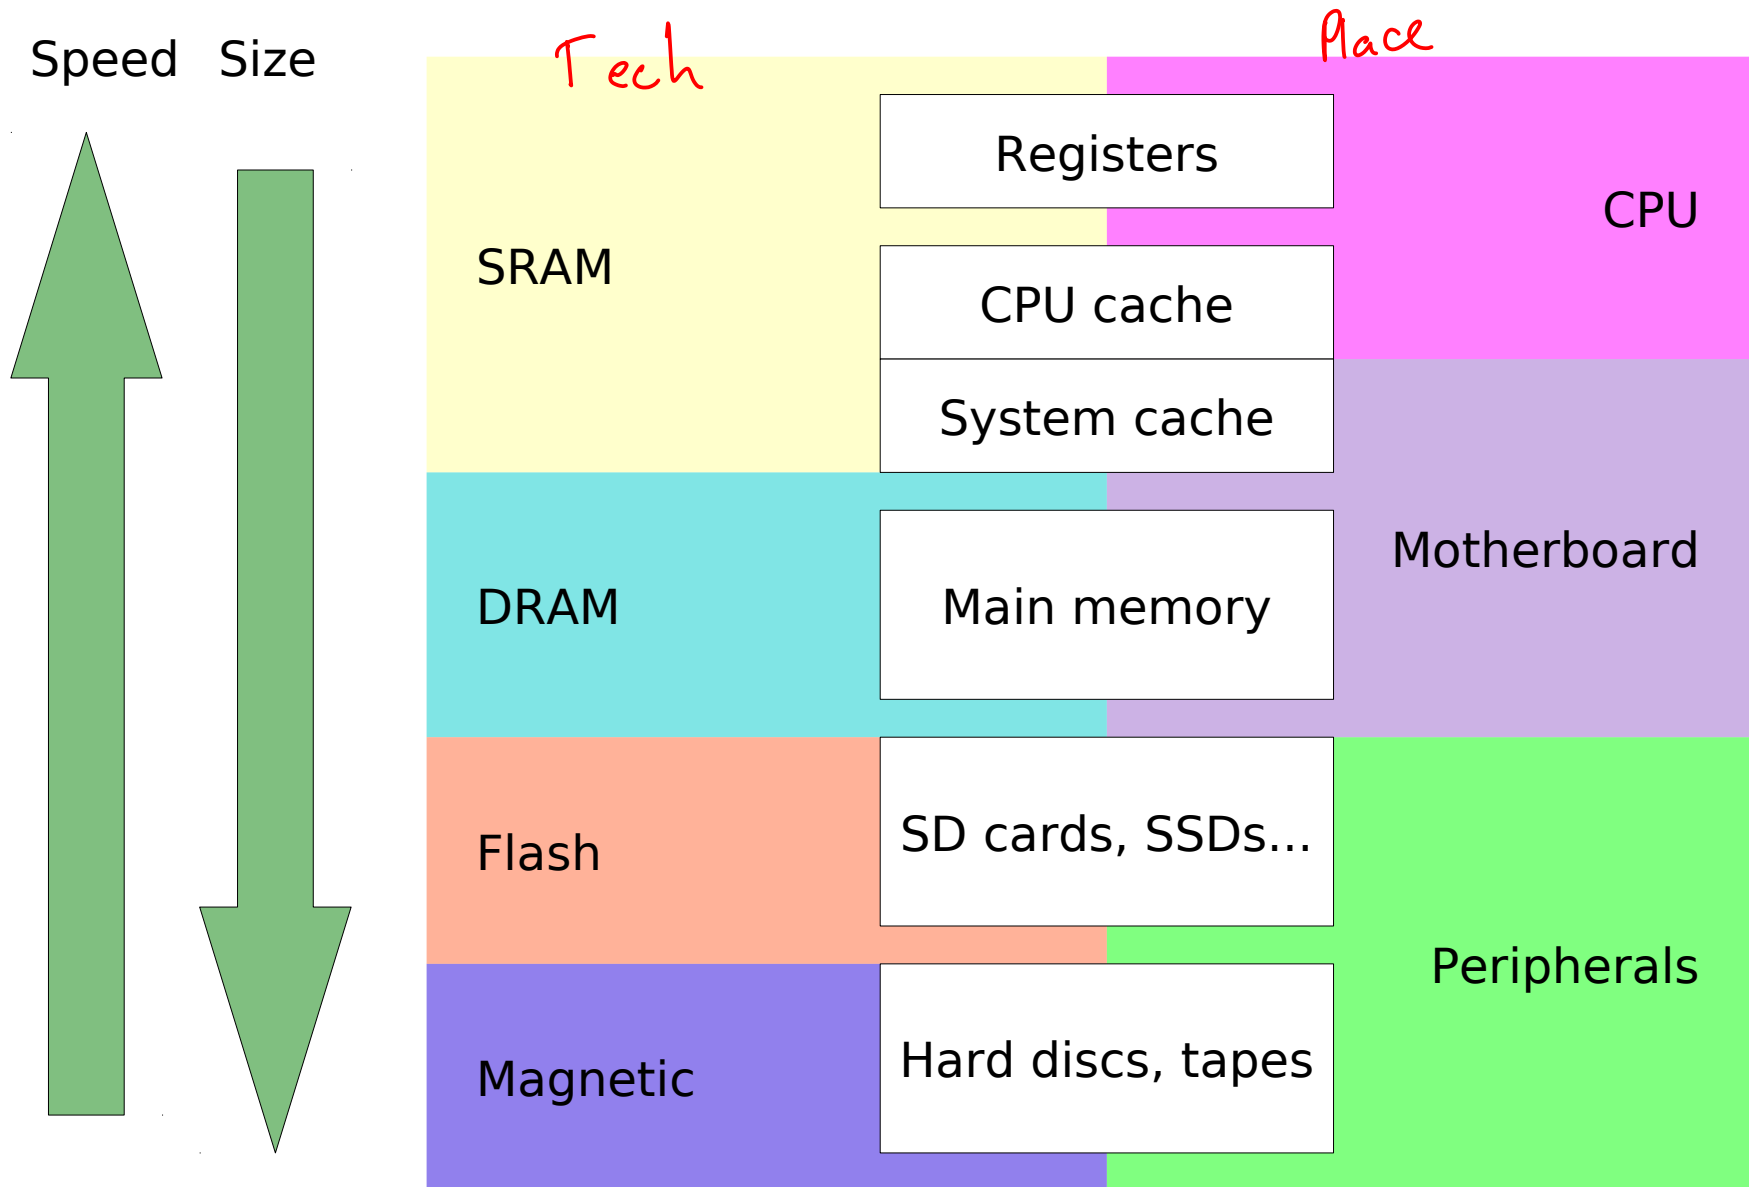 Speed Size
Tech
Place
Registers
CPU
SRAM
CPU cache
System cache
Motherboard
DRAM
Main memory
SD cards, SSDs...
Flash
Peripherals
Hard discs, tapes
Magnetic